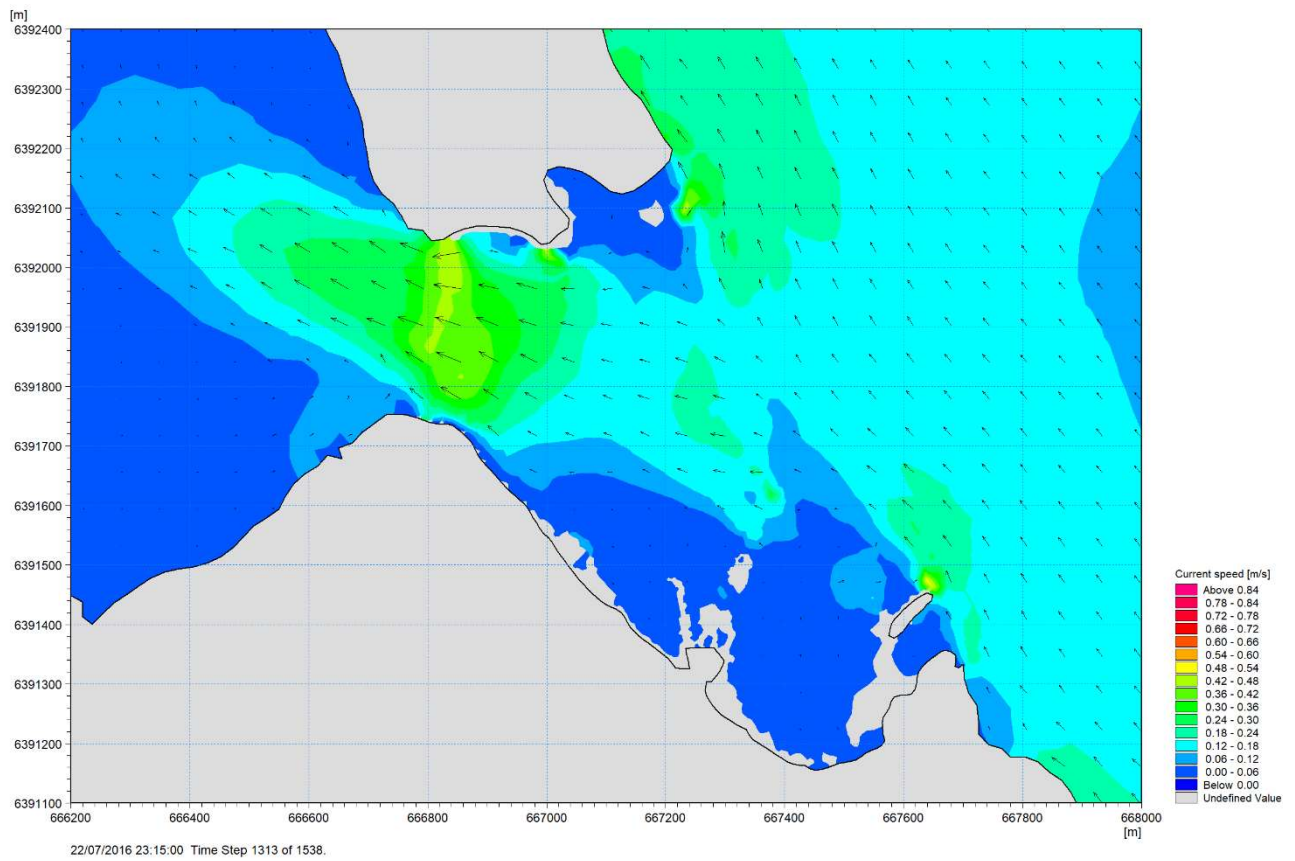 [m]
6392400
6392300
6392200
6392100
6392000
6391900
6391800
6391700
6391600
6391500
6391400
6391300
6391200
6391100
666200 666400 666600 666800 667000 667200 667400 667600 667800 668000
[m]
22/07/2016 23:15:00 Time Step 1313 of 1538.
Current speed [m/s]
Above 0.84
0.78 - 0.84
0.72 - 0.78
0.66 - 0.72
0.60 - 0.66
0.54 - 0.60
0.48 - 0.54
0.42 - 0.48
0.36 - 0.42
0.30 - 0.36
0.24 - 0.30
0.18 - 0.24
0.12 - 0.18
0.06 - 0.12
0.00 - 0.06
Below 0.00
Undefined Value